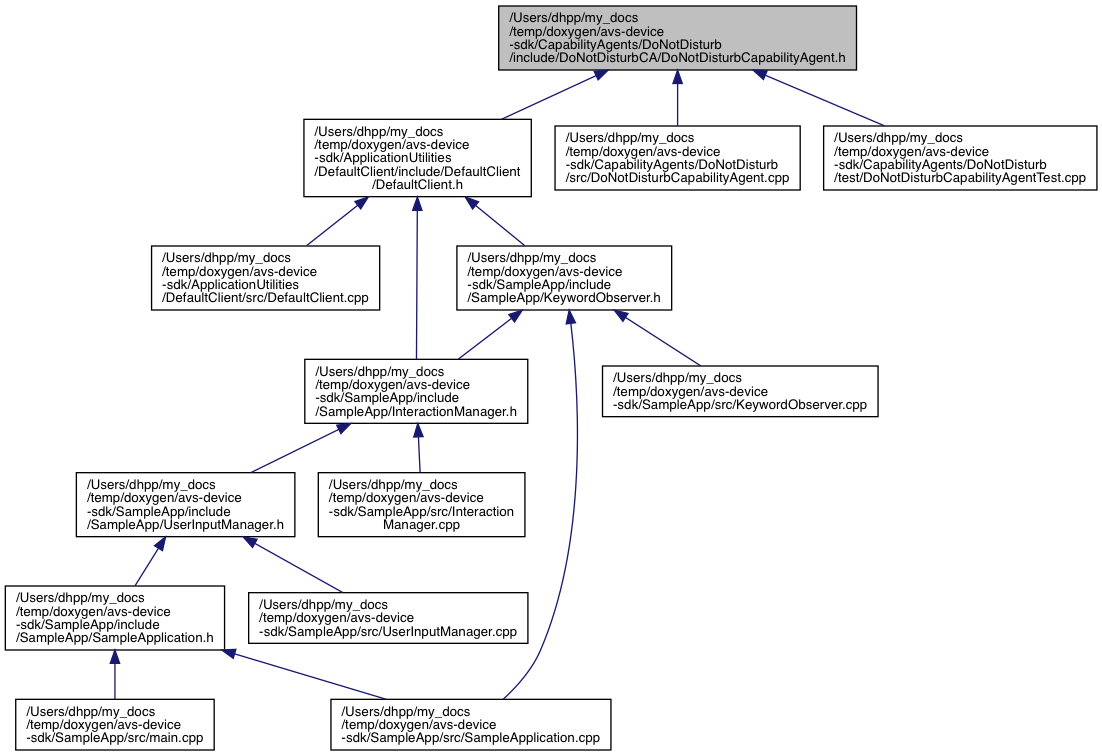 /Users/dhpp/my_docs
/temp/doxygen/avs-device
-sdk/CapabilityAgents/DoNotDisturb
/include/DoNotDisturbCA/DoNotDisturbCapabilityAgent.h
/Users/dhpp/my_docs
/temp/doxygen/avs-device
-sdk/ApplicationUtilities
/DefaultClient/include/DefaultClient
/DefaultClient.h
/Users/dhpp/my_docs
/temp/doxygen/avs-device
-sdk/CapabilityAgents/DoNotDisturb
/src/DoNotDisturbCapabilityAgent.cpp
/Users/dhpp/my_docs
/temp/doxygen/avs-device
-sdk/CapabilityAgents/DoNotDisturb
/test/DoNotDisturbCapabilityAgentTest.cpp
/Users/dhpp/my_docs
/temp/doxygen/avs-device
-sdk/ApplicationUtilities
/DefaultClient/src/DefaultClient.cpp
/Users/dhpp/my_docs
/temp/doxygen/avs-device
-sdk/SampleApp/include
/SampleApp/KeywordObserver.h
/Users/dhpp/my_docs
/temp/doxygen/avs-device
-sdk/SampleApp/include
/SampleApp/InteractionManager.h
/Users/dhpp/my_docs
/temp/doxygen/avs-device
-sdk/SampleApp/src/KeywordObserver.cpp
/Users/dhpp/my_docs
/temp/doxygen/avs-device
-sdk/SampleApp/include
/SampleApp/UserInputManager.h
/Users/dhpp/my_docs
/temp/doxygen/avs-device
-sdk/SampleApp/src/Interaction
Manager.cpp
/Users/dhpp/my_docs
/temp/doxygen/avs-device
-sdk/SampleApp/include
/SampleApp/SampleApplication.h
/Users/dhpp/my_docs
/temp/doxygen/avs-device
-sdk/SampleApp/src/UserInputManager.cpp
/Users/dhpp/my_docs
/temp/doxygen/avs-device
-sdk/SampleApp/src/main.cpp
/Users/dhpp/my_docs
/temp/doxygen/avs-device
-sdk/SampleApp/src/SampleApplication.cpp